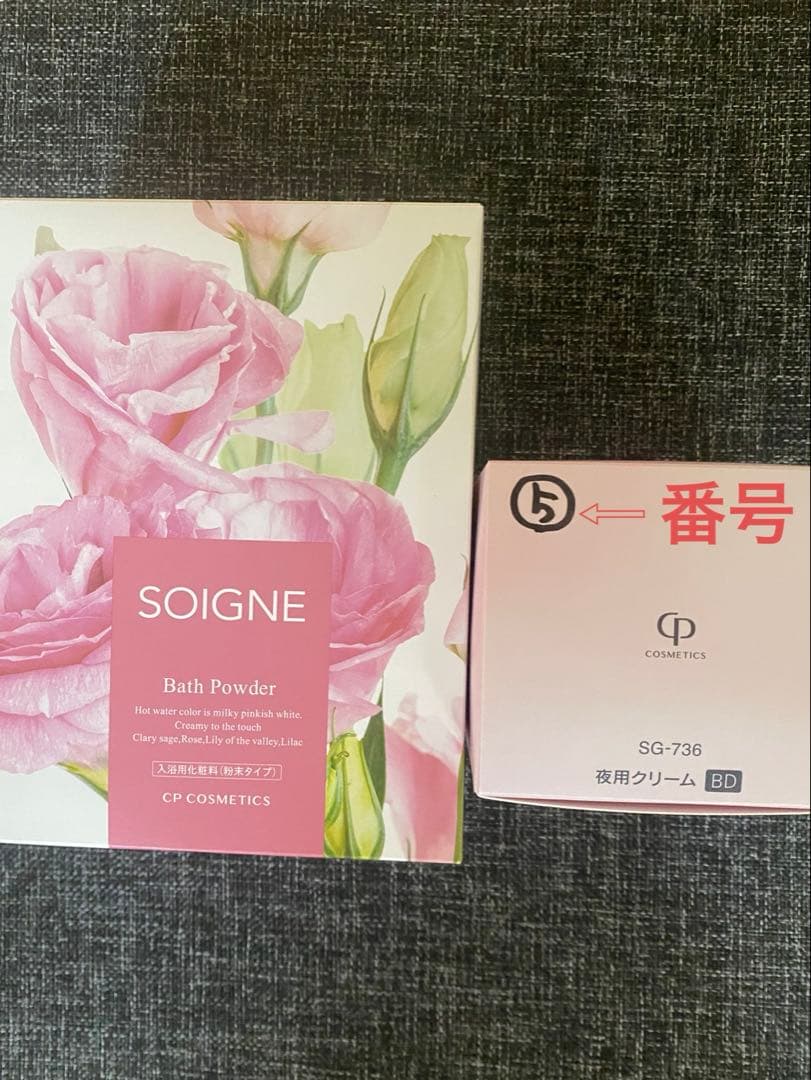 SOIGNE
Bath Powder
Hot water color is milky pinkish white.
Creamy to the touch
Clary sage,Rose,Lily of the valley,Lilac
入浴用化粧料(粉末タイプ)
CP COSMETICS
⑤ ← 番号
CP
COSMETICS
SG-736
夜用クリーム BD